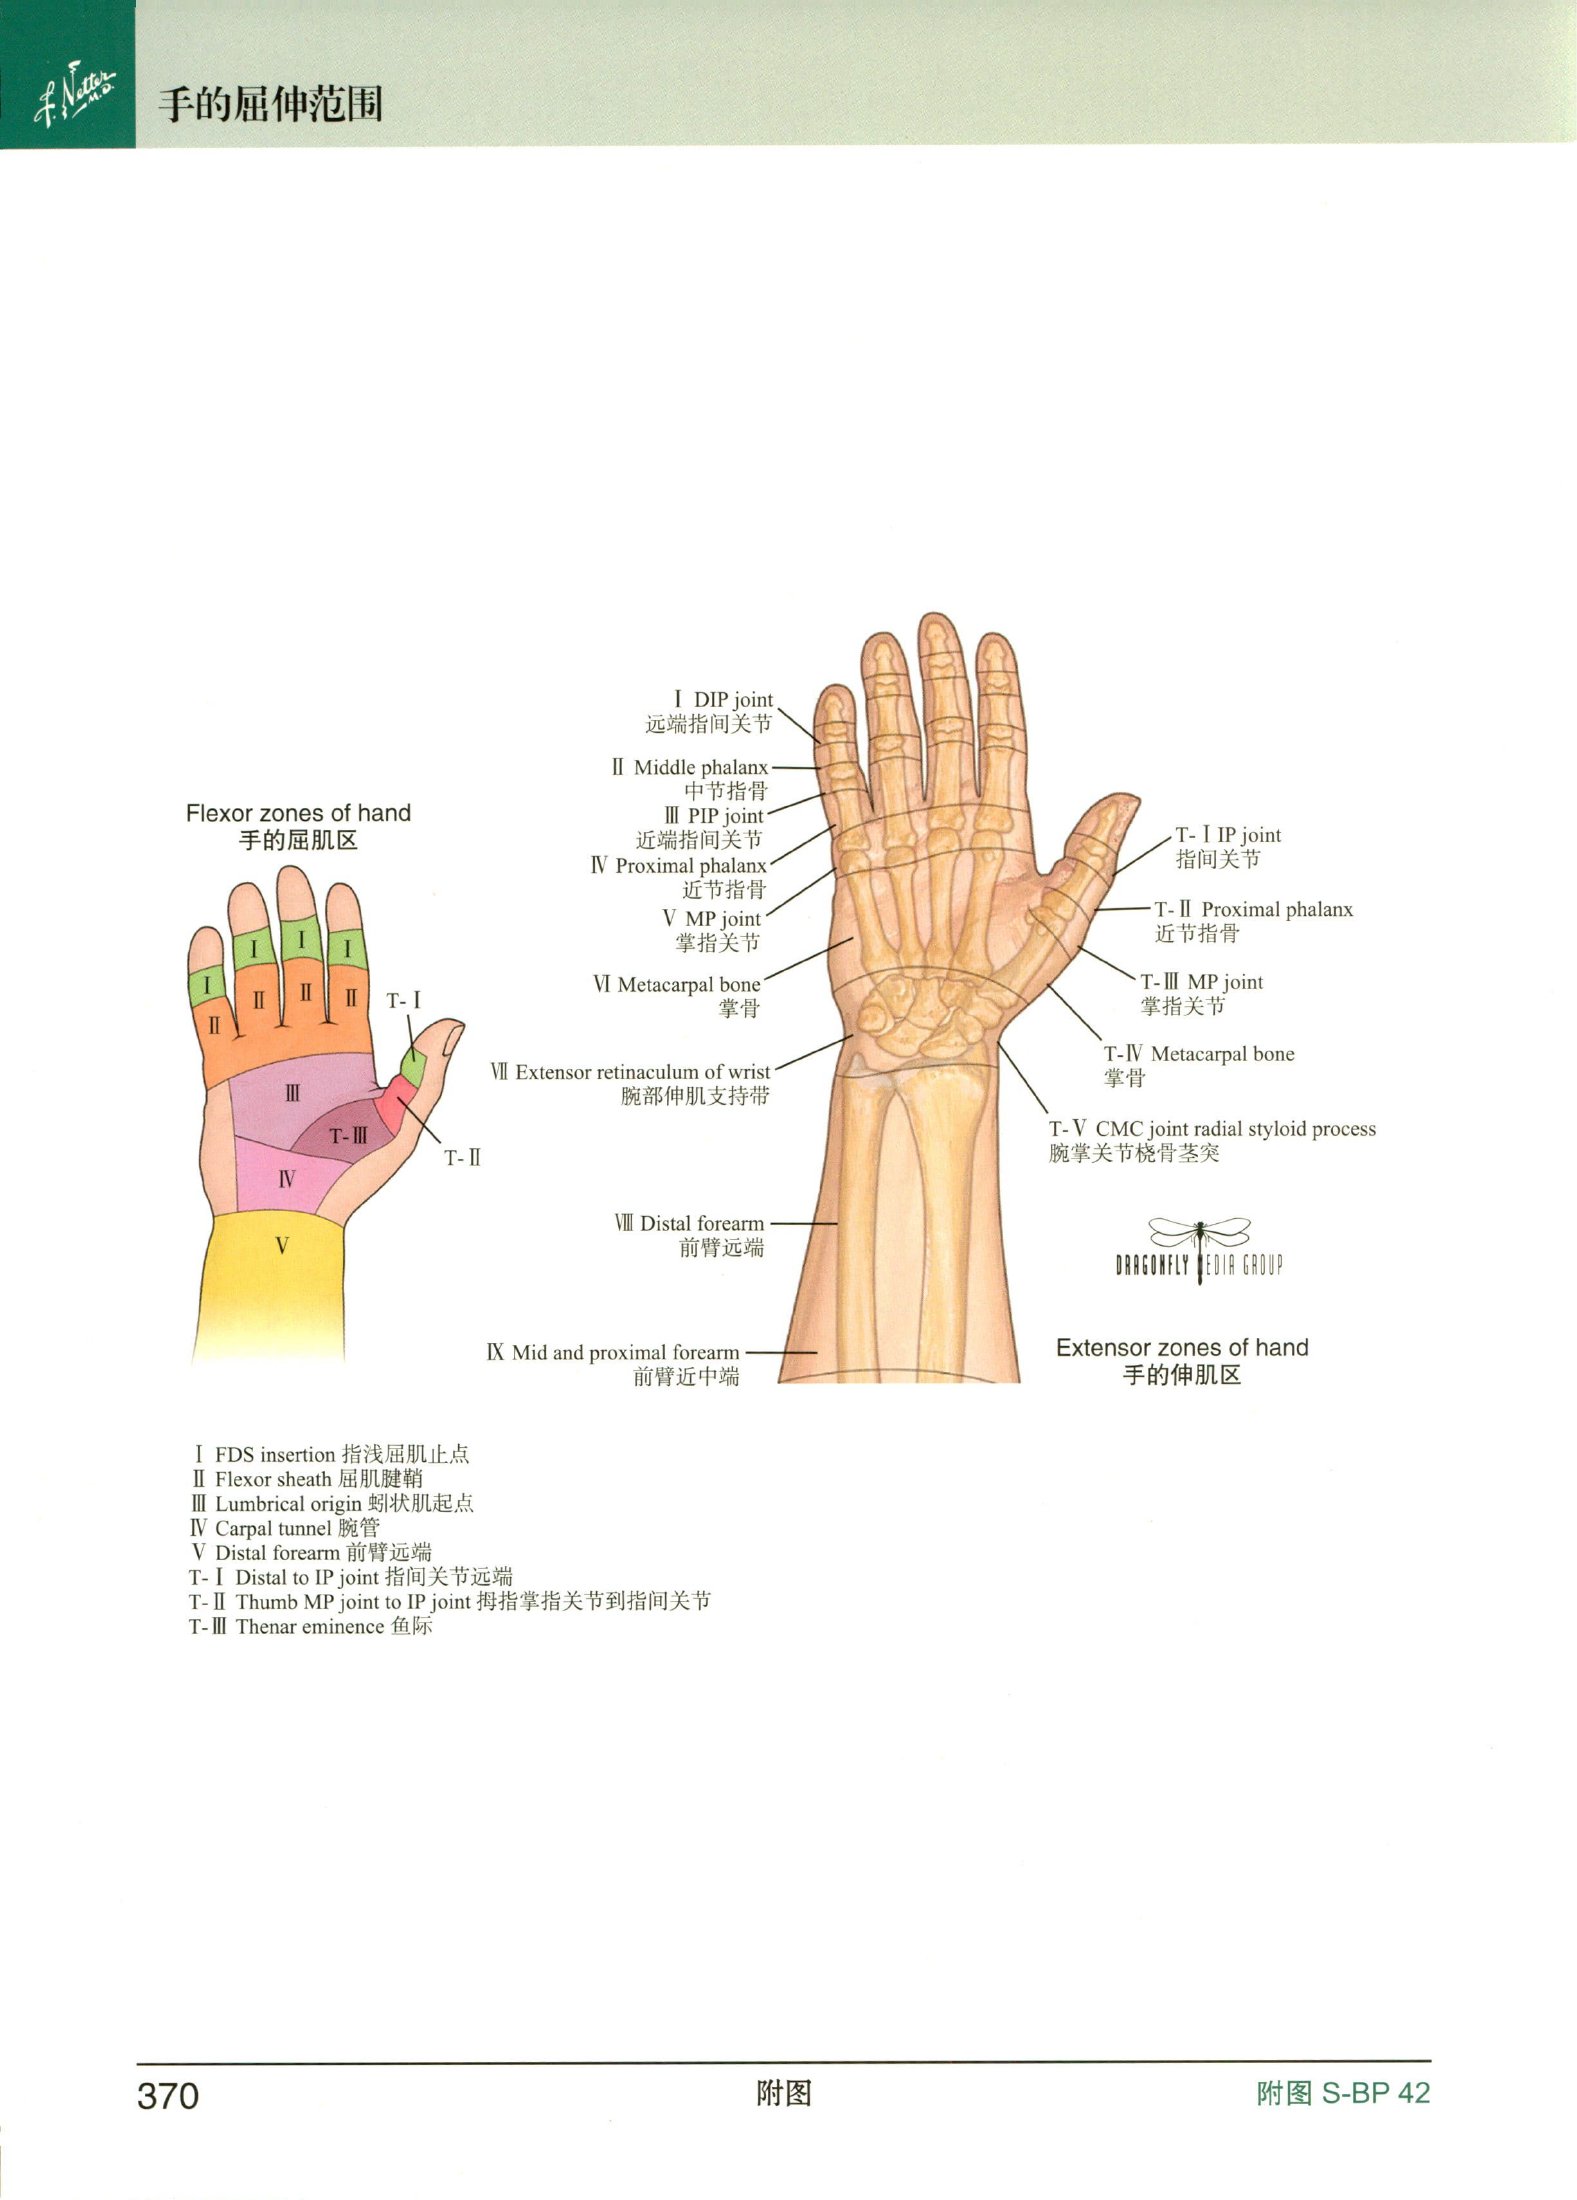 F. Netter M.D.
手的屈伸范围
Flexor zones of hand
手的屈肌区
Ⅰ
Ⅰ
Ⅰ
Ⅰ
Ⅱ
Ⅱ
Ⅱ
Ⅱ
T-Ⅰ
Ⅲ
T-Ⅲ
T-Ⅱ
Ⅳ
Ⅴ
Ⅰ DIP joint
远端指间关节
Ⅱ Middle phalanx
中节指骨
Ⅲ PIP joint
近端指间关节
Ⅳ Proximal phalanx
近节指骨
Ⅴ MP joint
掌指关节
Ⅵ Metacarpal bone
掌骨
Ⅶ Extensor retinaculum of wrist
腕部伸肌支持带
Ⅷ Distal forearm
前臂远端
Ⅸ Mid and proximal forearm
前臂近中端
T-Ⅰ IP joint
指间关节
T-Ⅱ Proximal phalanx
近节指骨
T-Ⅲ MP joint
掌指关节
T-Ⅳ Metacarpal bone
掌骨
T-Ⅴ CMC joint radial styloid process
腕掌关节桡骨茎突
DRAGONFLY MEDIA GROUP
Extensor zones of hand
手的伸肌区
Ⅰ FDS insertion 指浅屈肌止点
Ⅱ Flexor sheath 屈肌腱鞘
Ⅲ Lumbrical origin 蚓状肌起点
Ⅳ Carpal tunnel 腕管
Ⅴ Distal forearm 前臂远端
T-Ⅰ Distal to IP joint 指间关节远端
T-Ⅱ Thumb MP joint to IP joint 拇指掌指关节到指间关节
T-Ⅲ Thenar eminence 鱼际
370
附图
附图 S-BP 42